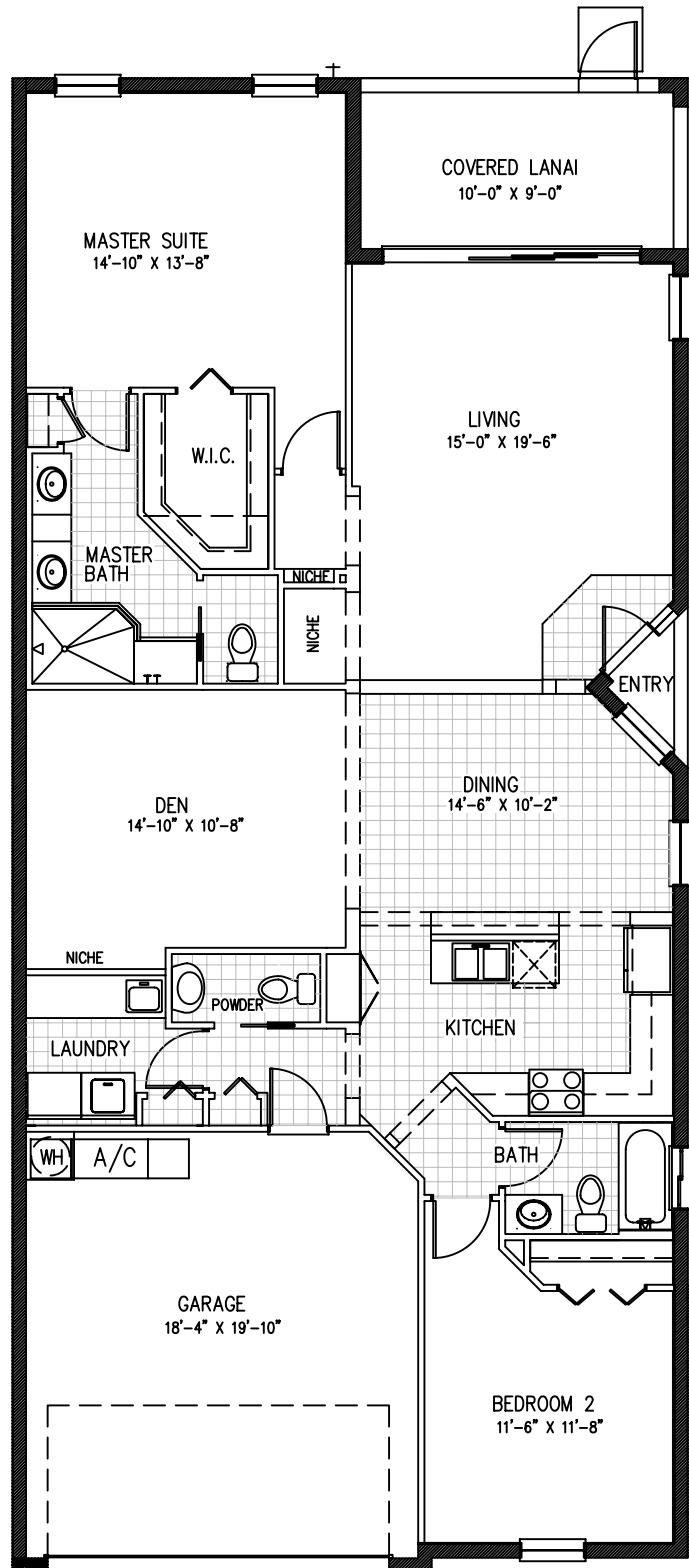 COVERED LANAI
10'-0" X 9'-0"
MASTER SUITE
14'-10" X 13'-8"
LIVING
15'-0" X 19'-6"
W.I.C.
MASTER
BATH
NICHE
NICHE
ENTRY
DEN
14'-10" X 10'-8"
DINING
14'-6" X 10'-2"
NICHE
POWDER
KITCHEN
LAUNDRY
WH
A/C
BATH
GARAGE
18'-4" X 19'-10"
BEDROOM 2
11'-6" X 11'-8"